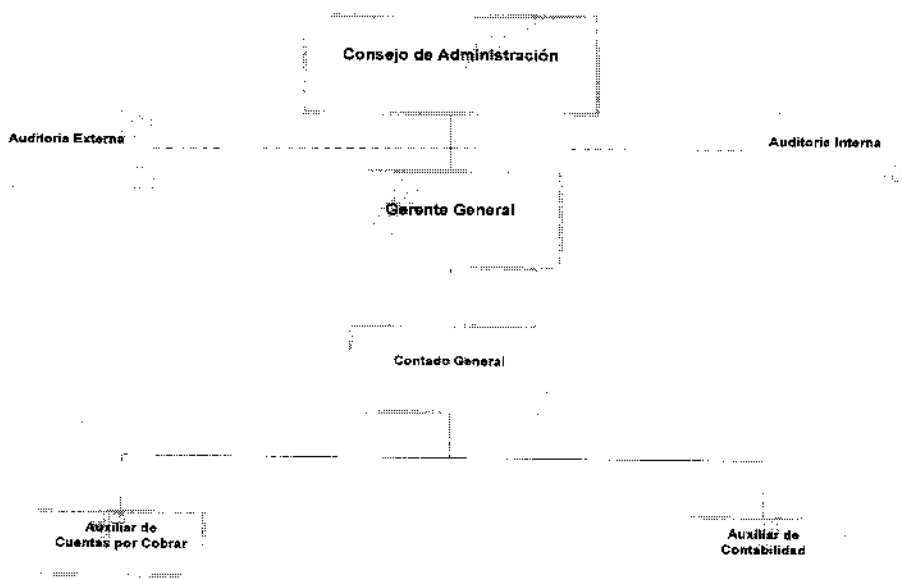 Consejo de Administración
Auditoria Externa
Auditoria Interna
Gerente General
Contado General
Auxiliar de
Cuentas por Cobrar
Auxiliar de
Contabilidad